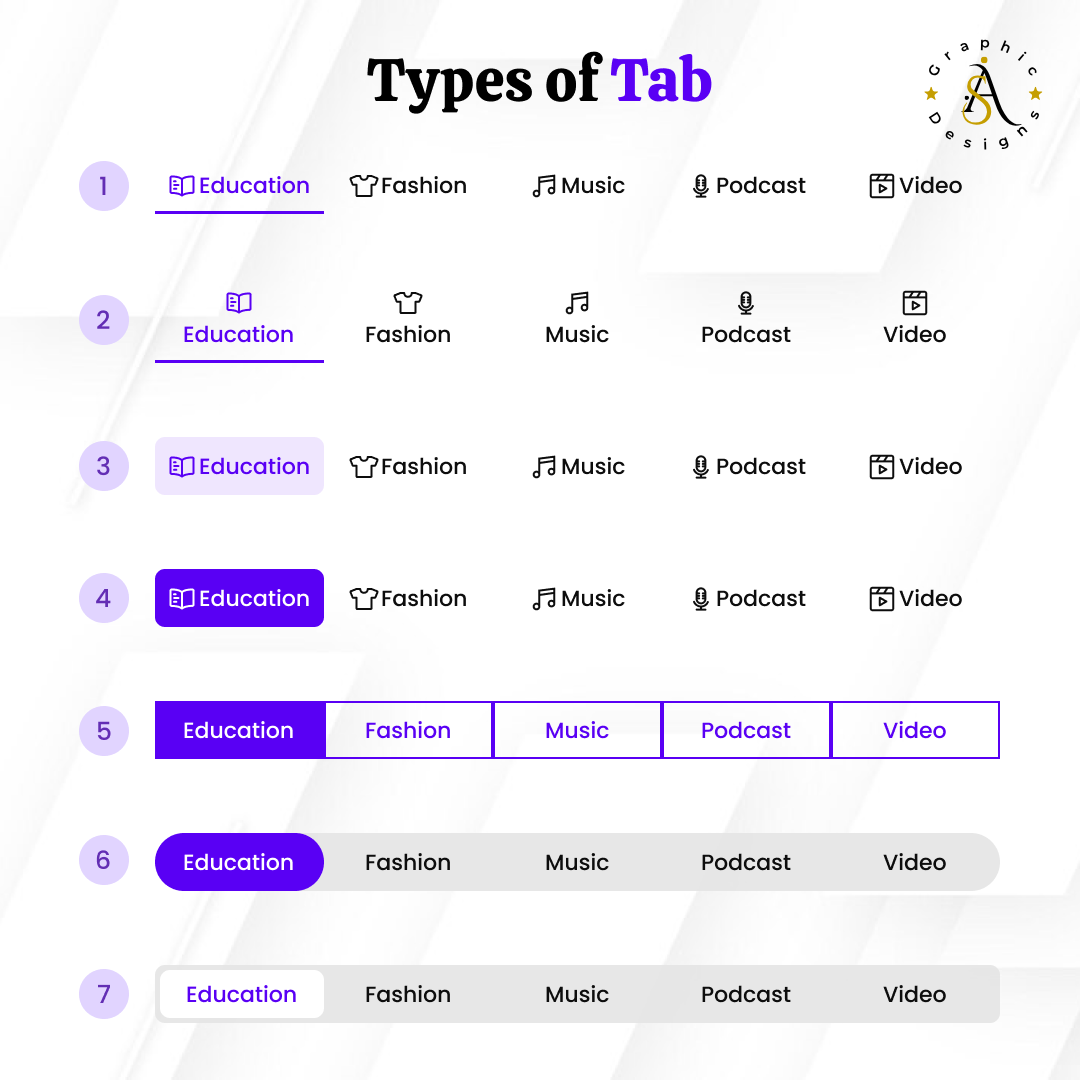 Types of Tab
Graphic
SA
Designs
1 Education Fashion Music Podcast Video
2 Education Fashion Music Podcast Video
3 Education Fashion Music Podcast Video
4 Education Fashion Music Podcast Video
5 Education Fashion Music Podcast Video
6 Education Fashion Music Podcast Video
7 Education Fashion Music Podcast Video